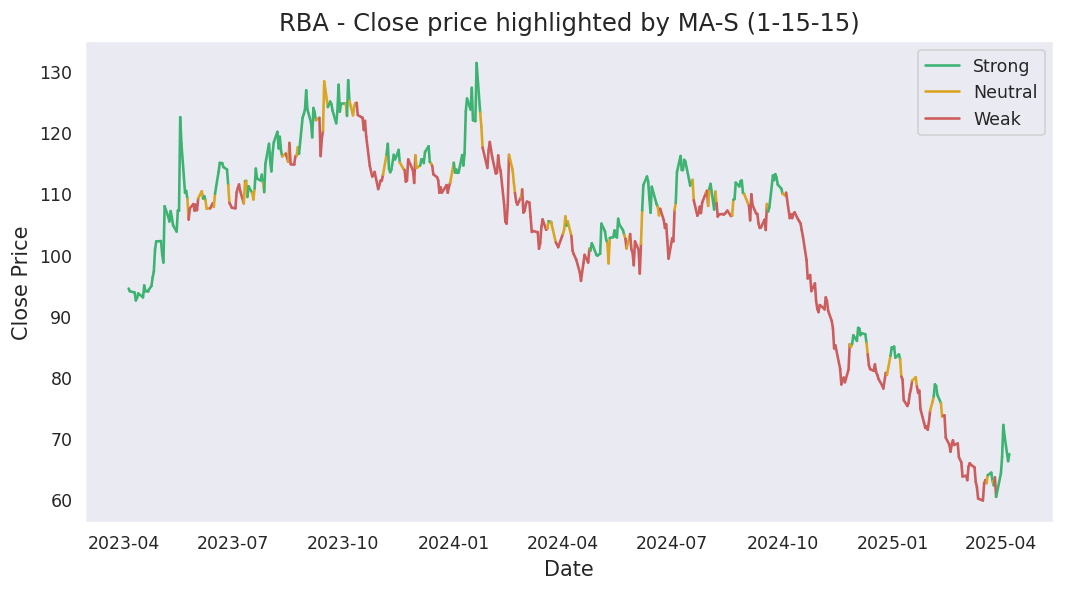 RBA - Close price highlighted by MA-S (1-15-15)
Strong
Neutral
Weak
Close Price
130
120
110
100
90
80
70
60
2023-04 2023-07 2023-10 2024-01 2024-04 2024-07 2024-10 2025-01 2025-04
Date